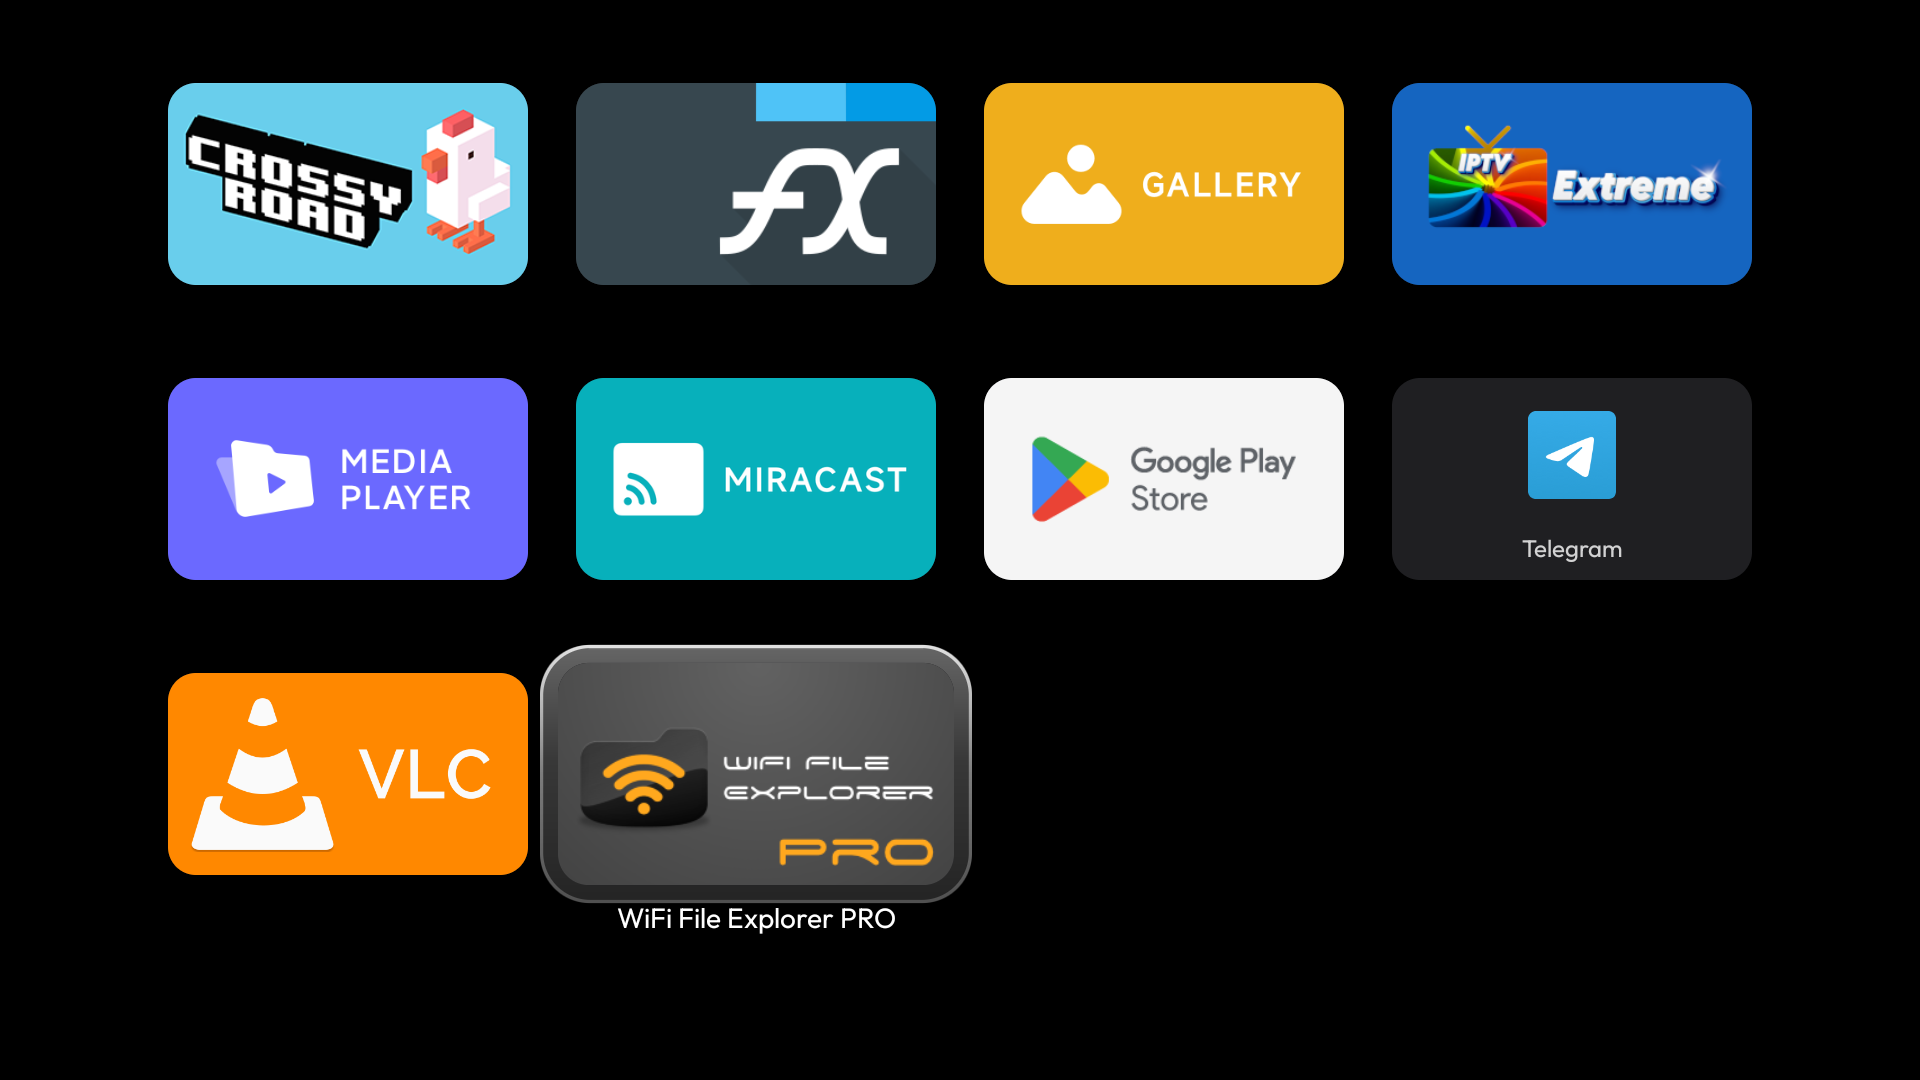 CROSSY
ROAD
fX
GALLERY
IPTV
Extreme
MEDIA
PLAYER
MIRACAST
Google Play
Store
Telegram
VLC
WIFI FILE
EXPLORER
PRO
WiFi File Explorer PRO